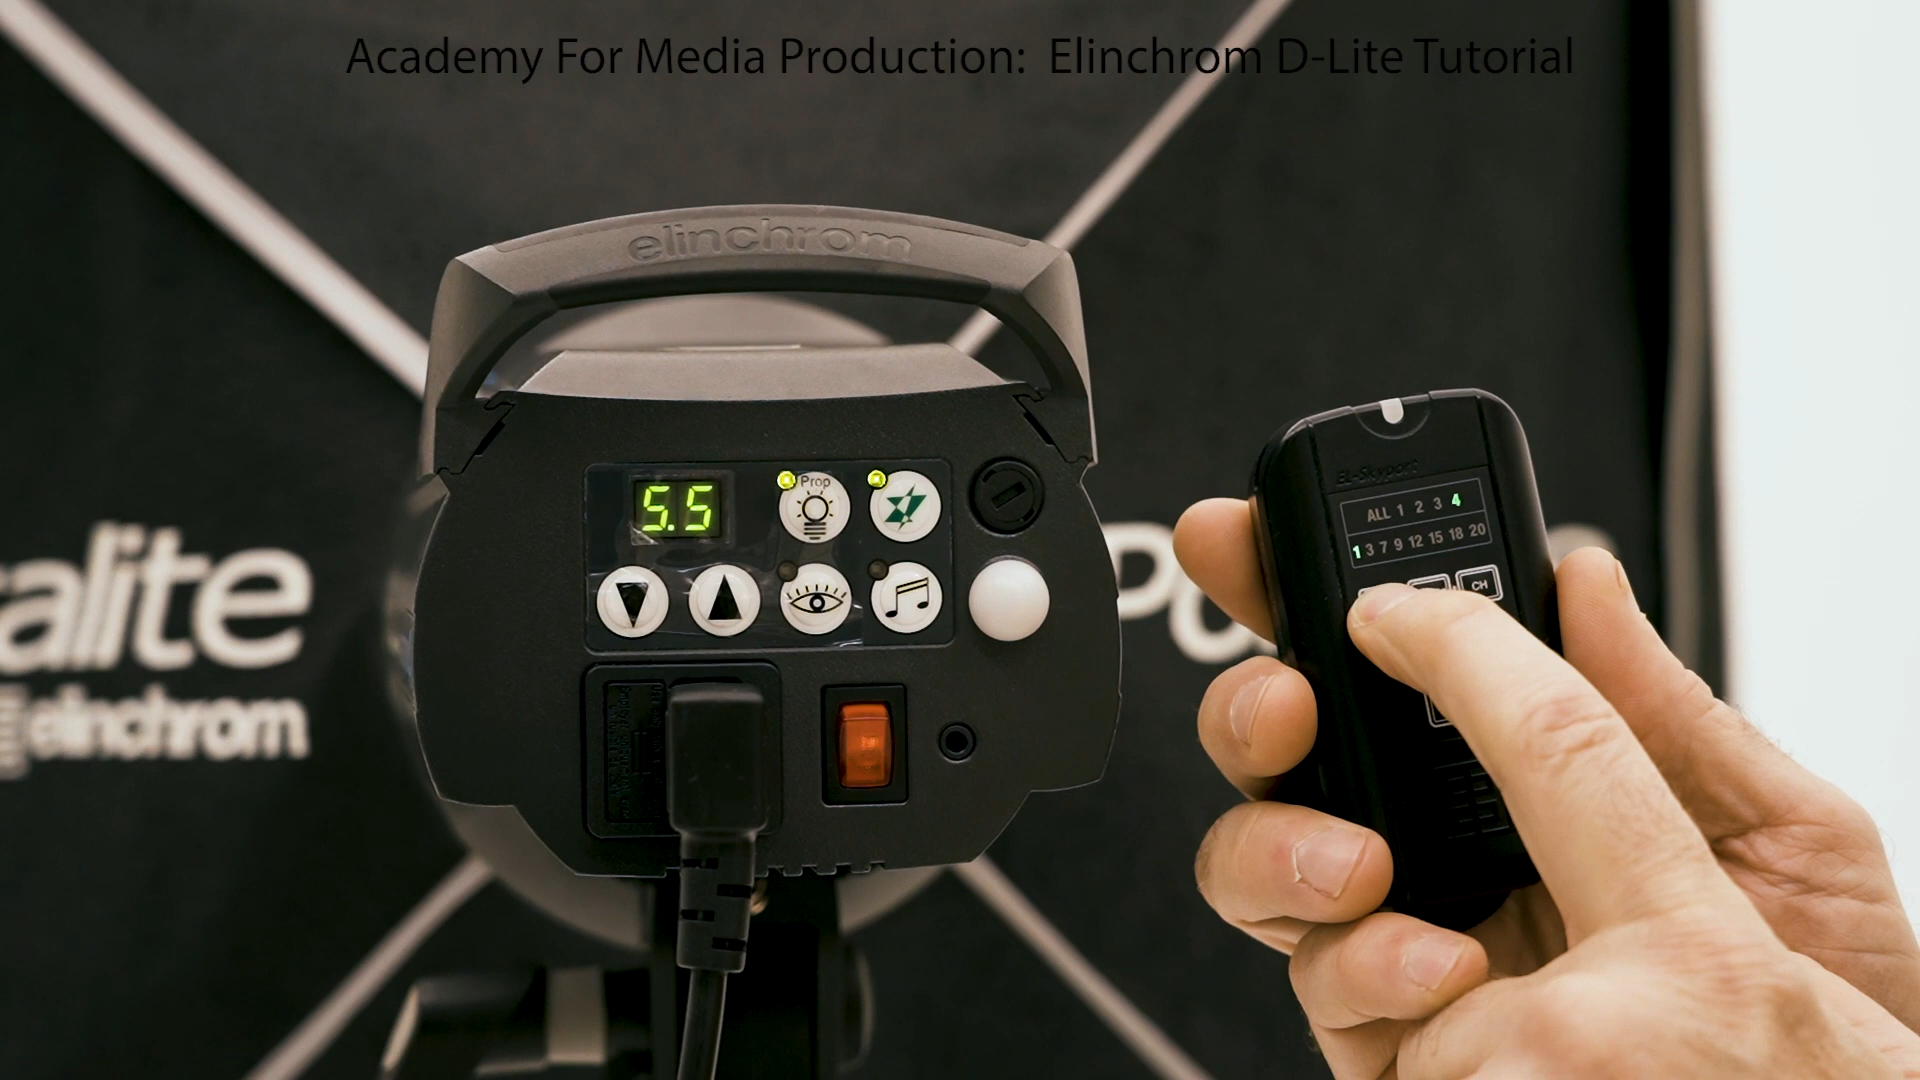 Academy For Media Production:  Elinchrom D-Lite Tutorial
elinchrom
EL-Skyport
ALL 1 2 3 4
1 3 7 9 12 15 18 20
5.5
Prop
CH
alite
elinchrom